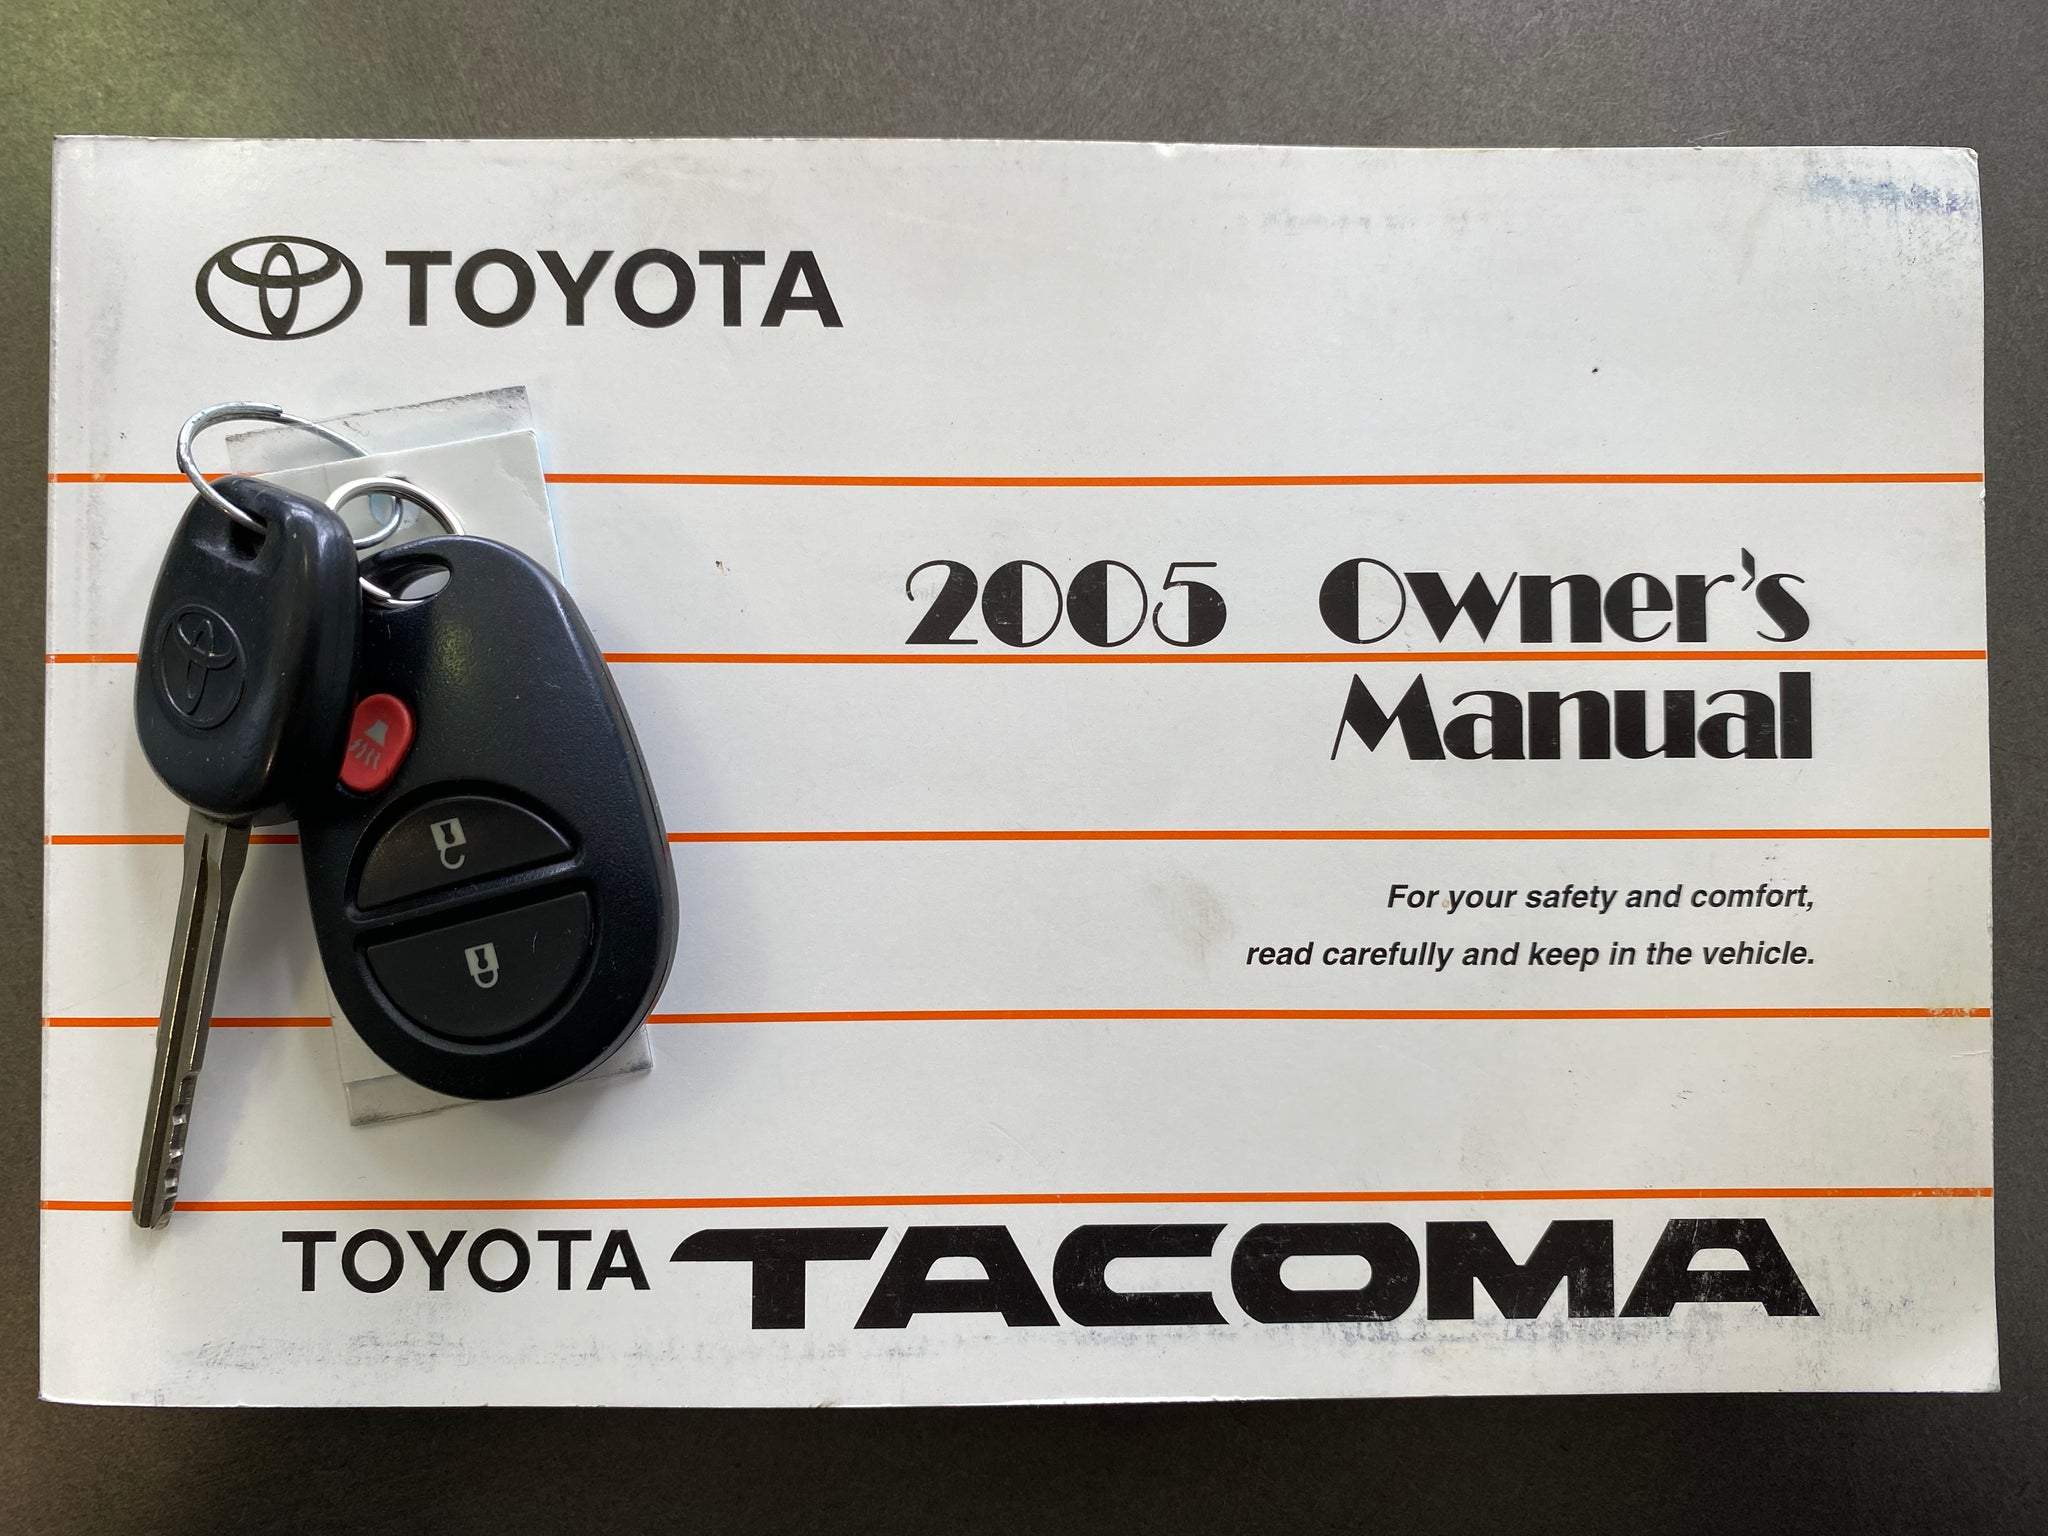 TOYOTA
2005 Owner's
Manual
For your safety and comfort,
read carefully and keep in the vehicle.
TOYOTA TACOMA